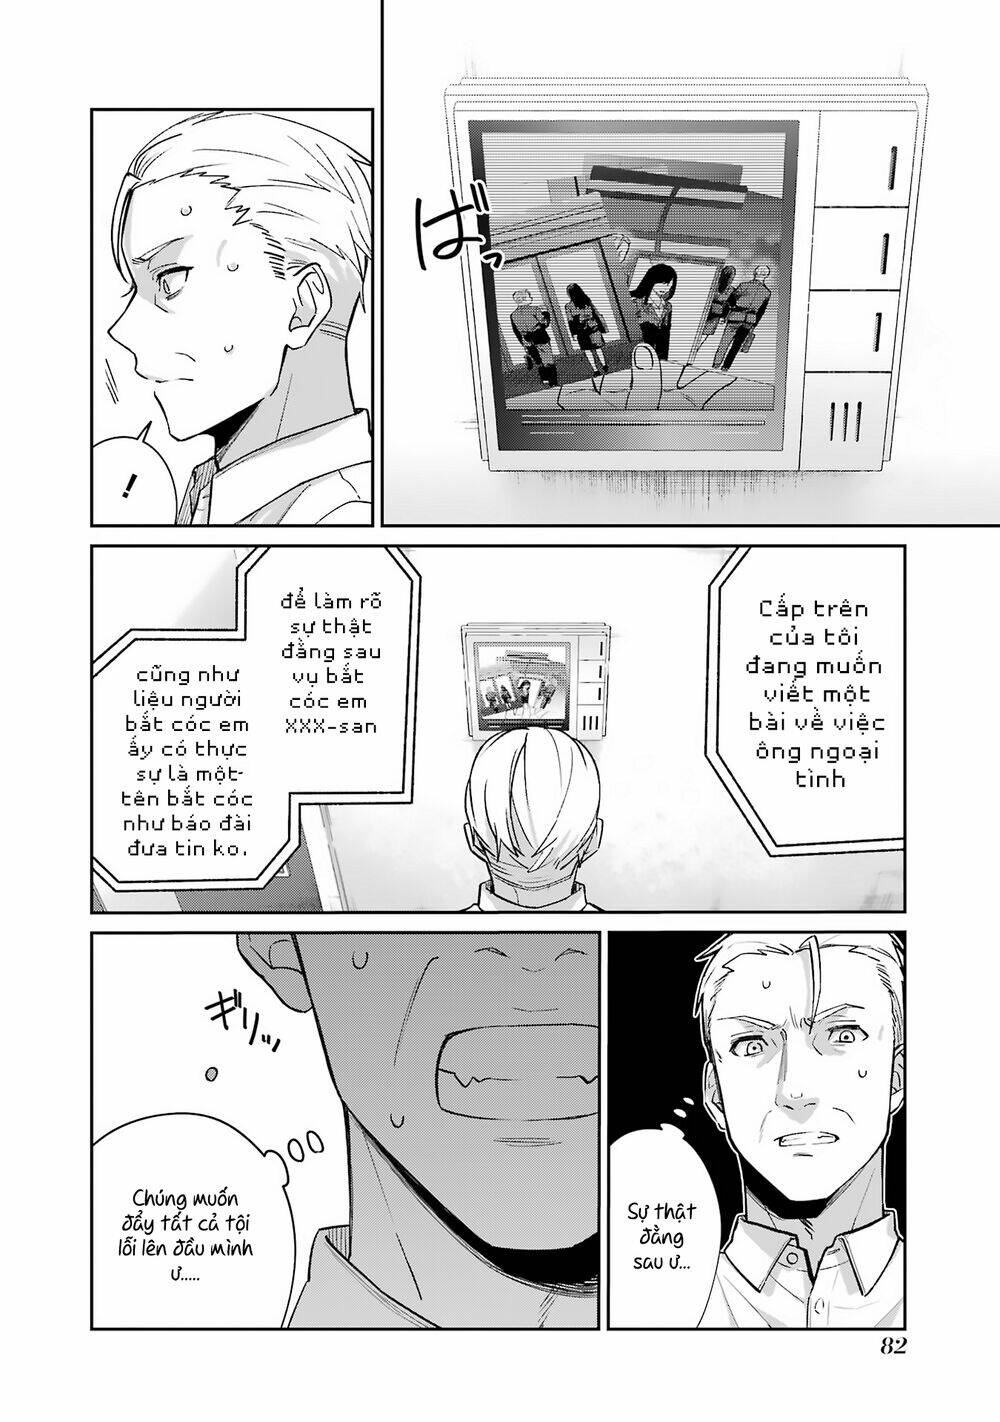 ばっ
!
Cấp trên
của tôi
đang muốn
viết một
bài về việc
ông ngoại
tình
để làm rõ
sự thật
đằng sau
vụ bắt
cóc em
XXX-san
cũng như
liệu người
bắt cóc em
ấy có thực
sự là một-
tên bắt cóc
như báo đài
đưa tin ko.
Sự thật
đằng
sau ư...
ギリッ
Chúng muốn
đẩy tất cả tội
lỗi lên đầu mình
ư.....
82